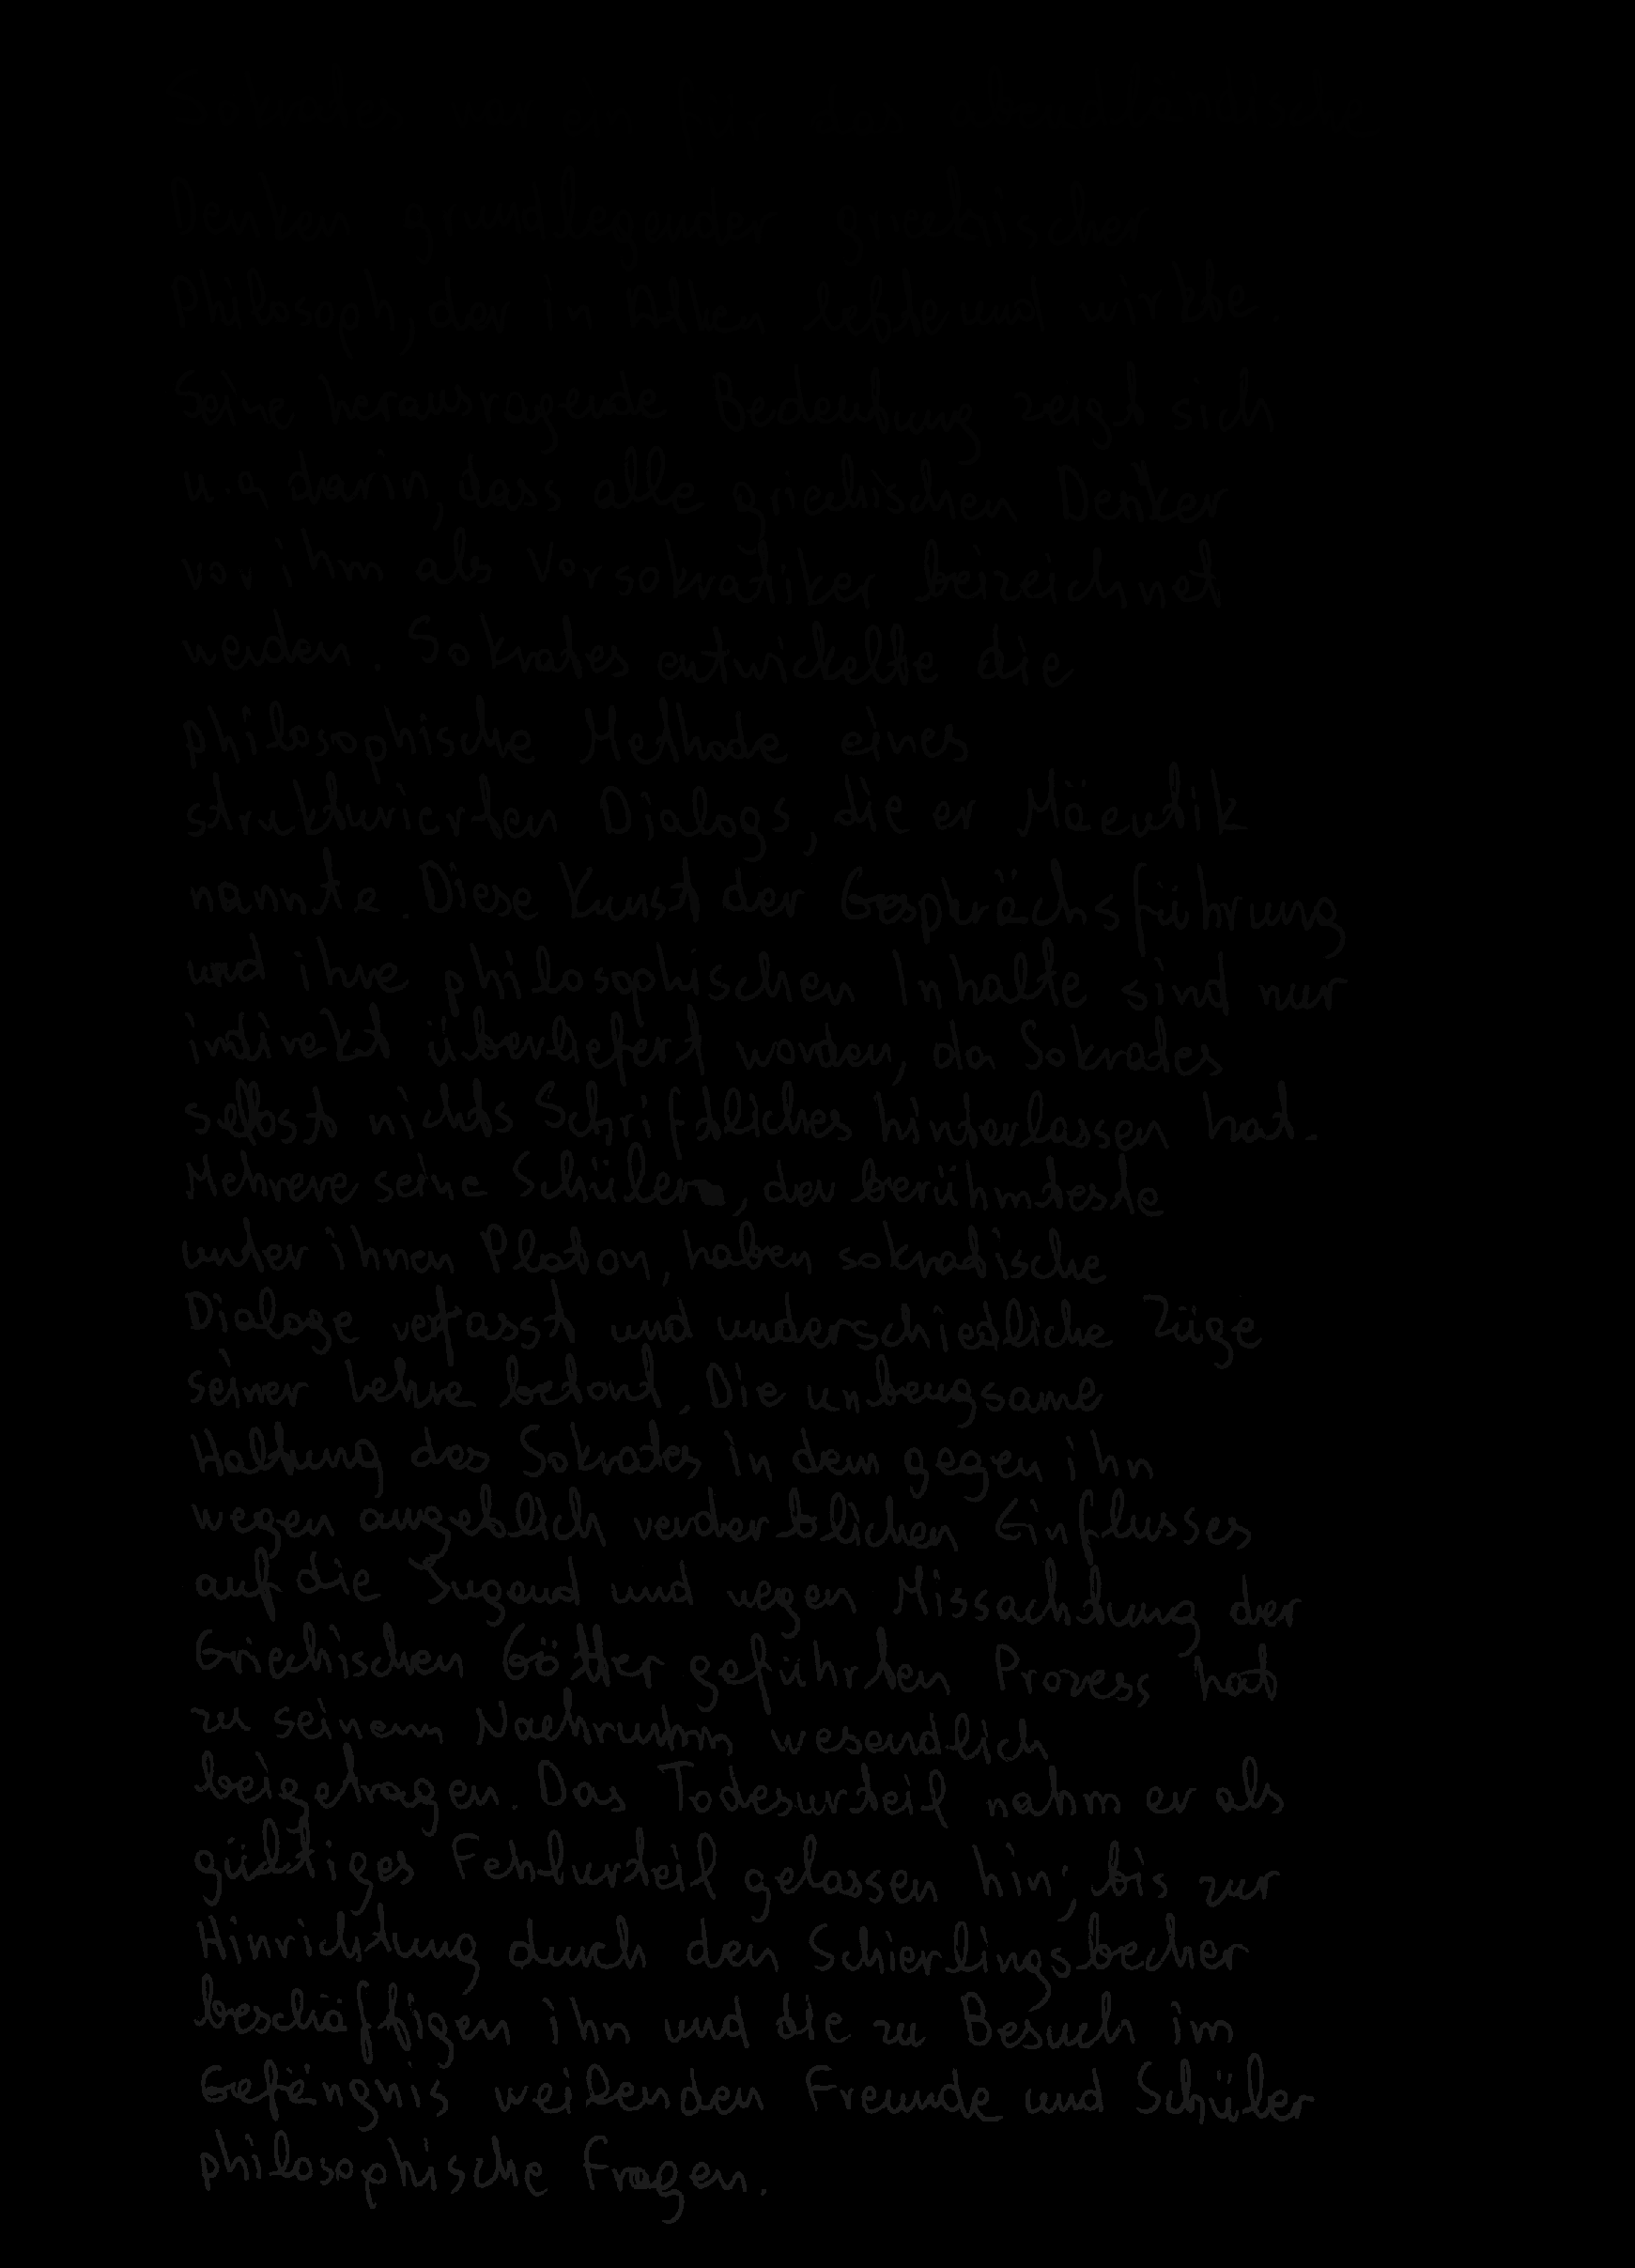 Sokrates war ein für das abendländische
Denken grundlegender griechischer
Philosoph, der in Athen lebte und wirkte.
Seine herausragende Bedeutung zeigt sich
u.a. darin, dass alle griechischen Denker
vor ihm als Vorsokratiker beizeichnet
werden. Sokrates entwickelte die
philosophische Methode eines
strukturierten Dialogs, die er Mäeutik
nannte. Diese Kunst der Gesprächsführung
und ihre philosophischen Inhalte sind nur
indirekt überliefert worden, da Sokrates
selbst nichts Schriftliches hinterlassen hat.
Mehrere seine Schüler, der berühmteste
unter ihnen Platon, haben sokratische
Dialoge verfasst und unterschiedliche Züge
seiner Lehre betont. Die unbeugsame
Haltung des Sokrates in dem gegen ihn
wegen angeblich verderblichen Einflusses
auf die Jugend und wegen Missachtung der
Griechischen Götter geführten Prozess hat
zu seinem Nachruhm wesentlich
beigetragen. Das Todesurteil nahm er als
gültiges Fehlurteil gelassen hin; bis zur
Hinrichtung durch den Schierlingsbecher
beschäftigen ihn und die zu Besuch im
Gefängnis weilenden Freunde und Schüler
philosophische Fragen.